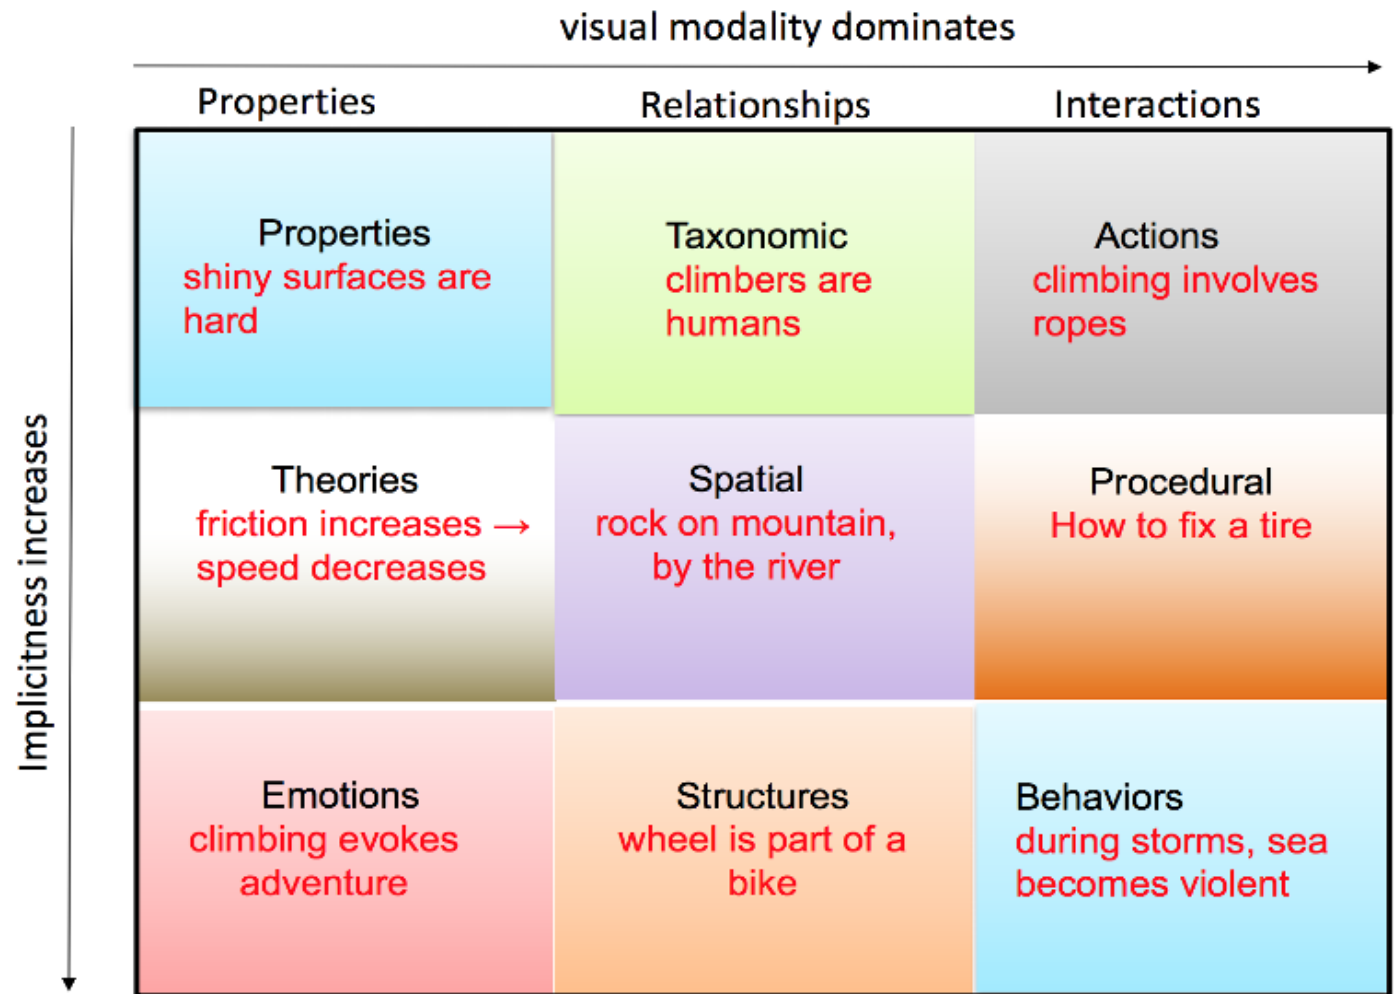 visual modality dominates
Properties
Relationships
Interactions
Implicitness increases
Properties
shiny surfaces are
hard
Taxonomic
climbers are
humans
Actions
climbing involves
ropes
Theories
friction increases →
speed decreases
Spatial
rock on mountain,
by the river
Procedural
How to fix a tire
Emotions
climbing evokes
adventure
Structures
wheel is part of a
bike
Behaviors
during storms, sea
becomes violent